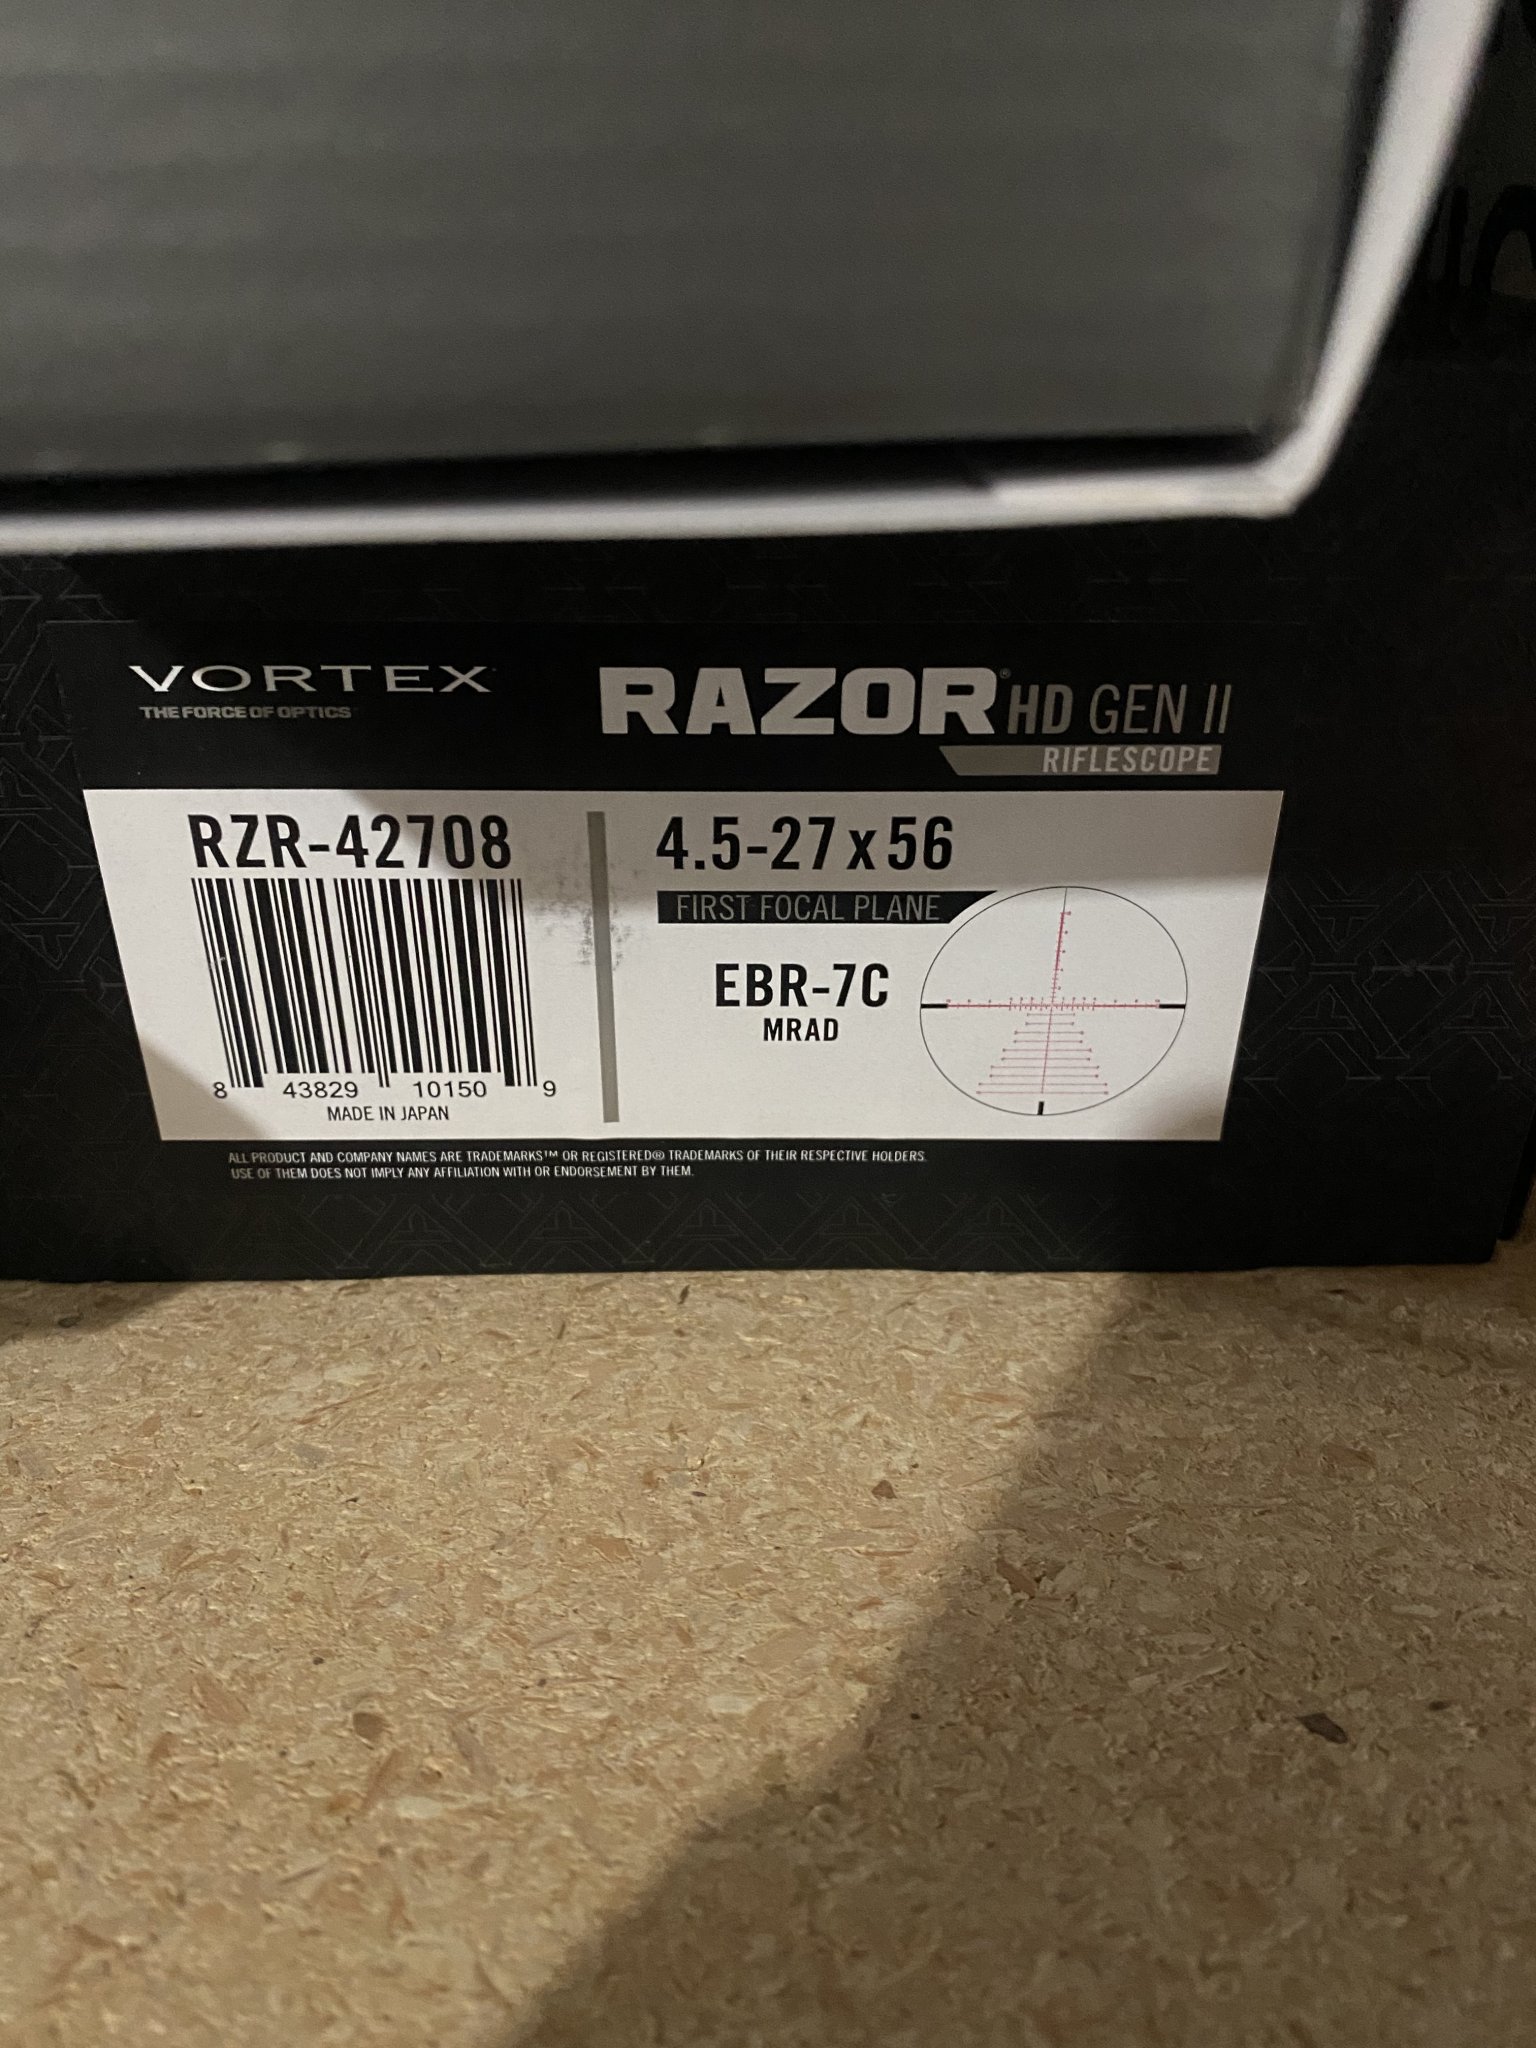 VORTEX
THE FORCE OF OPTICS
RAZOR® HD GEN II
RIFLESCOPE
RZR-42708
8 43829 10150 9
MADE IN JAPAN
4.5-27x56
FIRST FOCAL PLANE
EBR-7C
MRAD
ALL PRODUCT AND COMPANY NAMES ARE TRADEMARKS™ OR REGISTERED® TRADEMARKS OF THEIR RESPECTIVE HOLDERS.
USE OF THEM DOES NOT IMPLY ANY AFFILIATION WITH OR ENDORSEMENT BY THEM.